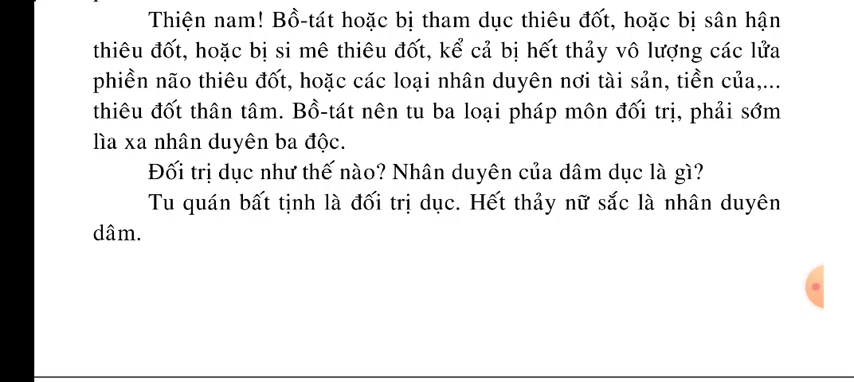 Thiện nam! Bồ-tát hoặc bị tham dục thiêu đốt, hoặc bị sân hận
thiêu đốt, hoặc bị si mê thiêu đốt, kể cả bị hết thảy vô lượng các lửa
phiền não thiêu đốt, hoặc các loại nhân duyên nơi tài sản, tiền của,...
thiêu đốt thân tâm. Bồ-tát nên tu ba loại pháp môn đối trị, phải sớm
lìa xa nhân duyên ba độc.
Đối trị dục như thế nào? Nhân duyên của dâm dục là gì?
Tu quán bất tịnh là đối trị dục. Hết thảy nữ sắc là nhân duyên
dâm.